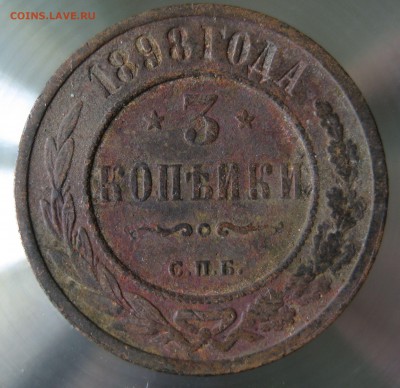 COINS.LAVE.RU
1898 ГОДА
3
КОПѢЙКИ
С.П.Б.